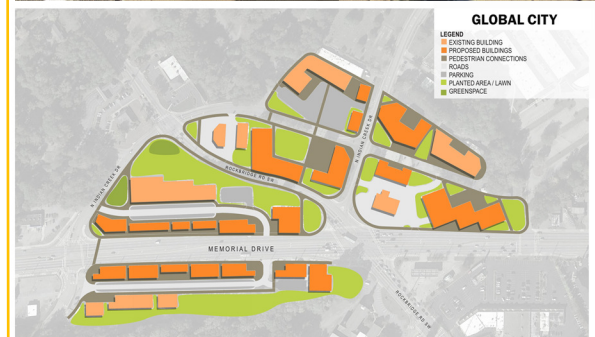 GLOBAL CITY
LEGEND
EXISTING BUILDING
PROPOSED BUILDINGS
PEDESTRIAN CONNECTIONS
ROADS
PARKING
PLANTED AREA / LAWN
GREENSPACE
N INDIAN CREEK DR
N INDIAN CREEK DR
ROCKBRIDGE RD SW
MEMORIAL DRIVE
ROCKBRIDGE RD SW